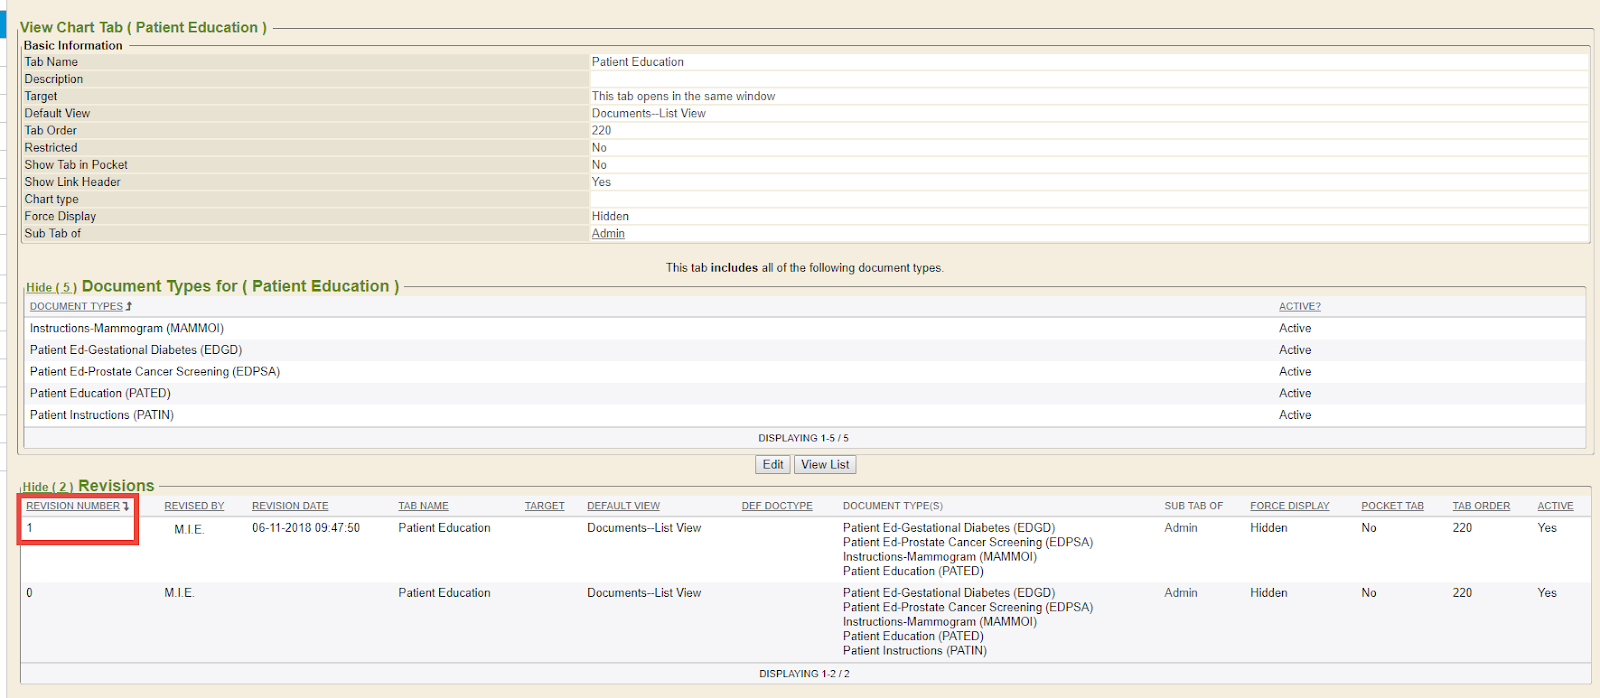 View Chart Tab ( Patient Education )
Basic Information
Tab Name Patient Education
Description
Target This tab opens in the same window
Default View Documents--List View
Tab Order 220
Restricted No
Show Tab in Pocket No
Show Link Header Yes
Chart type
Force Display Hidden
Sub Tab of Admin
This tab includes all of the following document types.
Hide ( 5 ) Document Types for ( Patient Education )
DOCUMENT TYPES ACTIVE?
Instructions-Mammogram (MAMMOI) Active
Patient Ed-Gestational Diabetes (EDGD) Active
Patient Ed-Prostate Cancer Screening (EDPSA) Active
Patient Education (PATED) Active
Patient Instructions (PATIN) Active
DISPLAYING 1-5 / 5
Edit View List
Hide ( 2 ) Revisions
REVISION NUMBER REVISED BY REVISION DATE TAB NAME TARGET DEFAULT VIEW DEF DOCTYPE DOCUMENT TYPE(S) SUB TAB OF FORCE DISPLAY POCKET TAB TAB ORDER ACTIVE
1 M.I.E. 06-11-2018 09:47:50 Patient Education Documents--List View Patient Ed-Gestational Diabetes (EDGD) Admin Hidden No 220 Yes
Patient Ed-Prostate Cancer Screening (EDPSA)
Instructions-Mammogram (MAMMOI)
Patient Education (PATED)
0 M.I.E. Patient Education Documents--List View Patient Ed-Gestational Diabetes (EDGD) Admin Hidden No 220 Yes
Patient Ed-Prostate Cancer Screening (EDPSA)
Instructions-Mammogram (MAMMOI)
Patient Education (PATED)
Patient Instructions (PATIN)
DISPLAYING 1-2 / 2